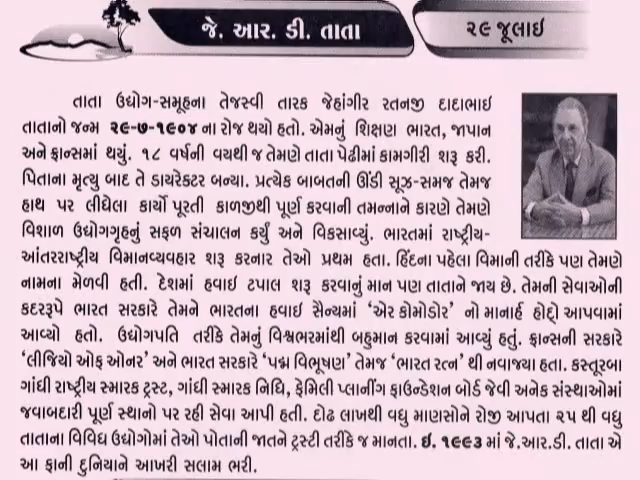 જે. આર. ડી. તાતા
૨૯ જૂલાઇ
તાતા ઉદ્યોગ-સમૂહના તેજસ્વી તારક જેહાંગીર રતનજી દાદાભાઈ
તાતાનો જન્મ ૨૯-૭-૧૯૦૪ ના રોજ થયો હતો. એમનું શિક્ષણ ભારત, જાપાન
અને ફ્રાન્સમાં થયું. ૧૮ વર્ષની વયથી જ તેમણે તાતા પેઢીમાં કામગીરી શરૂ કરી.
પિતાના મૃત્યુ બાદ તે ડાયરેક્ટર બન્યા. પ્રત્યેક બાબતની ઊંડી સૂઝ-સમજ તેમજ
હાથ પર લીધેલા કાર્યો પૂરતી કાળજીથી પૂર્ણ કરવાની તમન્નાને કારણે તેમણે
વિશાળ ઉદ્યોગગૃહનું સફળ સંચાલન કર્યું અને વિકસાવ્યું. ભારતમાં રાષ્ટ્રીય-
આંતરરાષ્ટ્રીય વિમાનવ્યવહાર શરૂ કરનાર તેઓ પ્રથમ હતા. હિંદના પહેલા વિમાની તરીકે પણ તેમણે
નામના મેળવી હતી. દેશમાં હવાઈ ટપાલ શરૂ કરવાનું માન પણ તાતાને જાય છે. તેમની સેવાઓની
કદરરૂપે ભારત સરકારે તેમને ભારતના હવાઈ સૈન્યમાં ‘એર કોમોડોર’ નો માનાર્હ હોદ્દો આપવામાં
આવ્યો હતો. ઉદ્યોગપતિ તરીકે તેમનું વિશ્વભરમાંથી બહુમાન કરવામાં આવ્યું હતું. ફ્રાન્સની સરકારે
‘લીજિયો ઓફ ઓનર’ અને ભારત સરકારે ‘પદ્મ વિભૂષણ’ તેમજ ‘ભારત રત્ન’ થી નવાજ્યા હતા. કસ્તૂરબા
ગાંધી રાષ્ટ્રીય સ્મારક ટ્રસ્ટ, ગાંધી સ્મારક નિધિ, ફેમિલી પ્લાનીંગ ફાઉન્ડેશન બોર્ડ જેવી અનેક સંસ્થાઓમાં
જવાબદારી પૂર્ણ સ્થાનો પર રહી સેવા આપી હતી. દોઢ લાખથી વધુ માણસોને રોજી આપતા ૨૫ થી વધુ
તાતાના વિવિધ ઉદ્યોગોમાં તેઓ પોતાની જાતને ટ્રસ્ટી તરીકે જ માનતા. ઇ. ૧૯૯૩ માં જે.આર.ડી. તાતા એ
આ ફાની દુનિયાને આખરી સલામ ભરી.